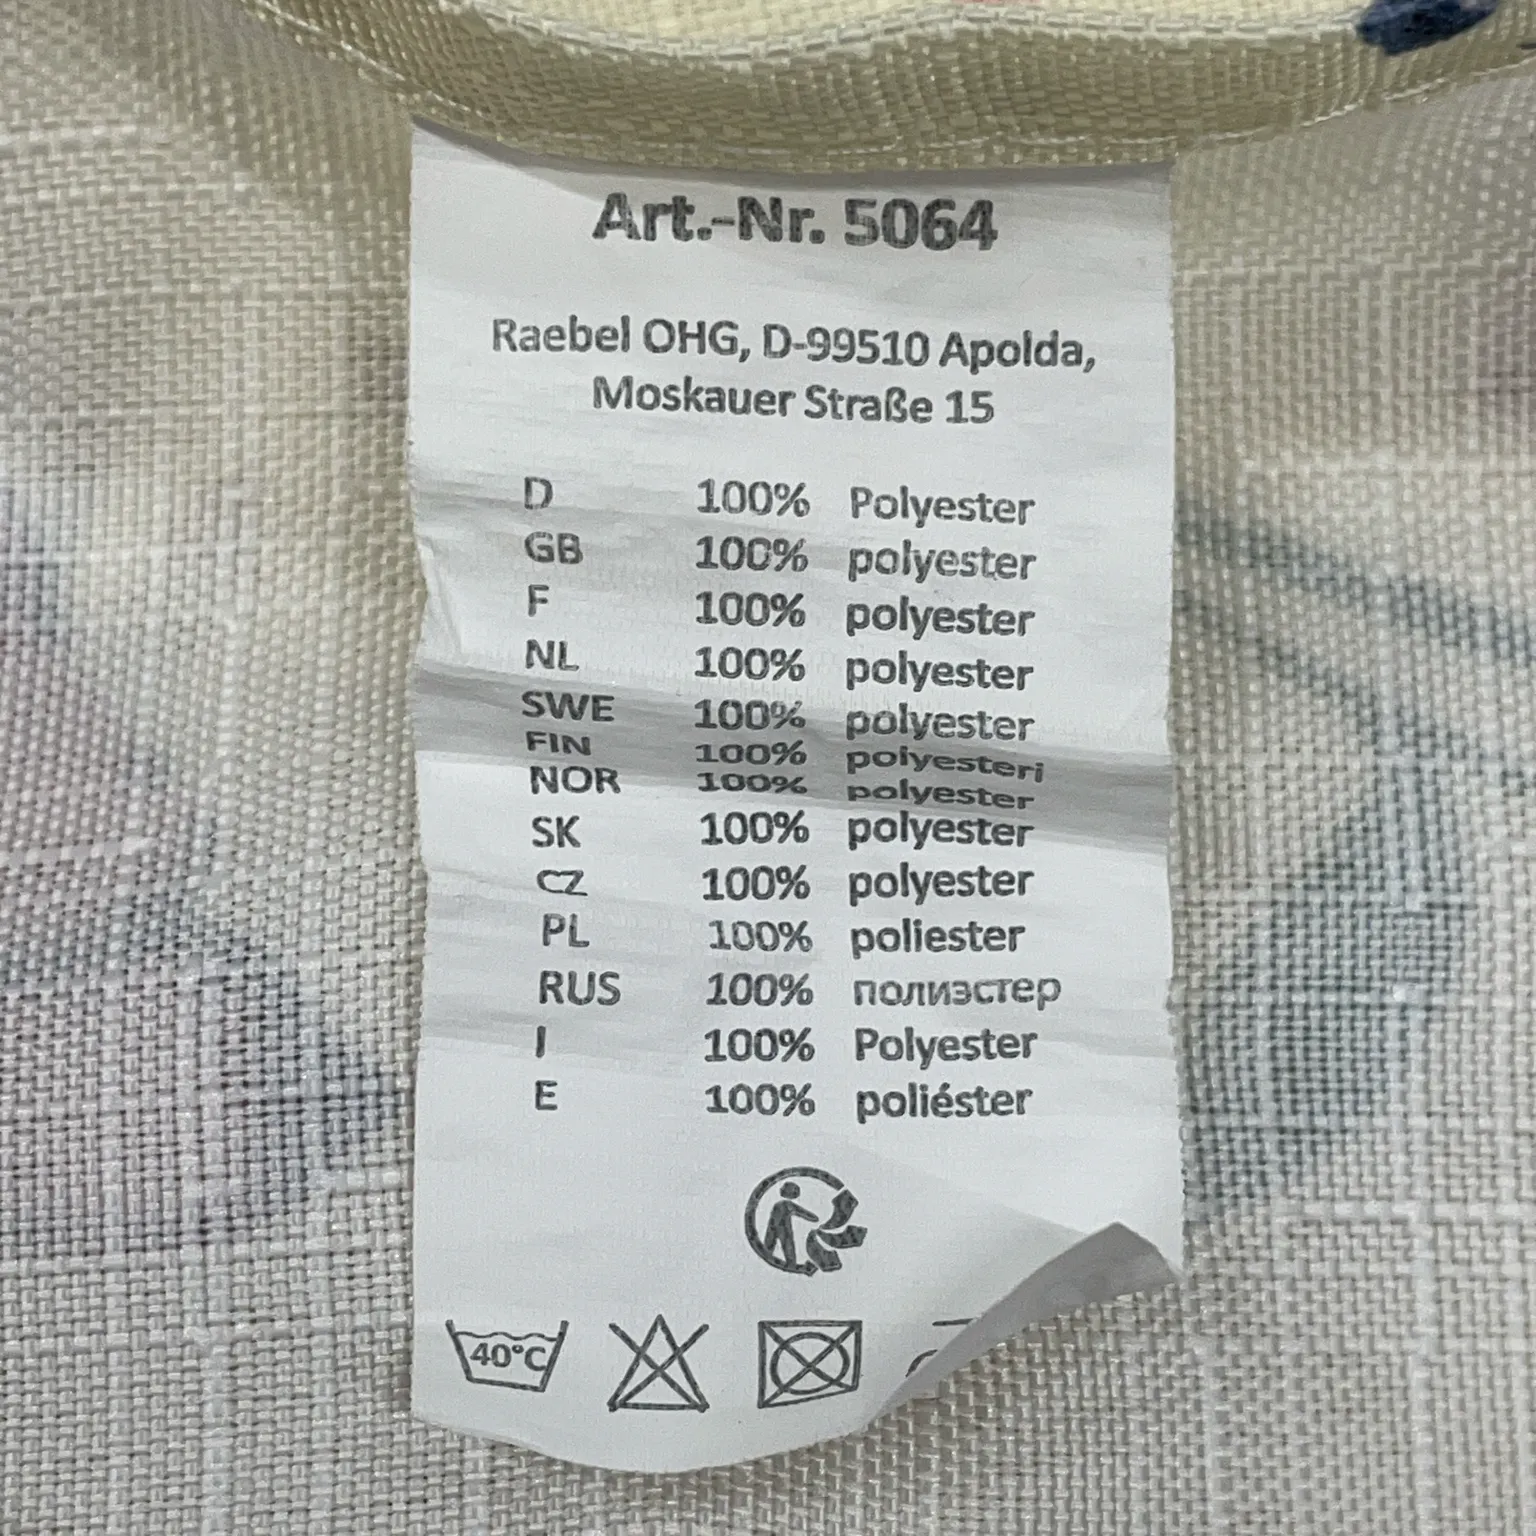 Art.-Nr. 5064
Raebel OHG, D-99510 Apolda,
Moskauer Straße 15
D 100% Polyester
GB 100% polyester
F 100% polyester
NL 100% polyester
SWE 100% polyester
FIN 100% polyesteri
NOR 100% polyester
SK 100% polyester
CZ 100% polyester
PL 100% poliester
RUS 100% полиэстер
I 100% Polyester
E 100% poliéster
40°C